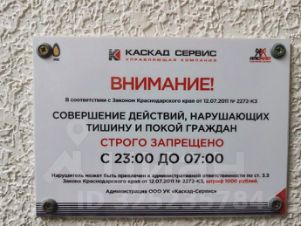 КАСКАД СЕРВИС
УПРАВЛЯЮЩАЯ КОМПАНИЯ
ВНИМАНИЕ!
В соответствии с Законом Краснодарского края от 12.07.2011 № 2272-КЗ
СОВЕРШЕНИЕ ДЕЙСТВИЙ, НАРУШАЮЩИХ
ТИШИНУ И ПОКОЙ ГРАЖДАН
СТРОГО ЗАПРЕЩЕНО
С 23:00 ДО 07:00
Нарушитель может быть привлечен к административной ответственности по ст. 3.3
Закона Краснодарского края от 12.07.2011 № 2272-КЗ, штраф 1000 рублей.
Администрация ООО УК «Каскад-Сервис»